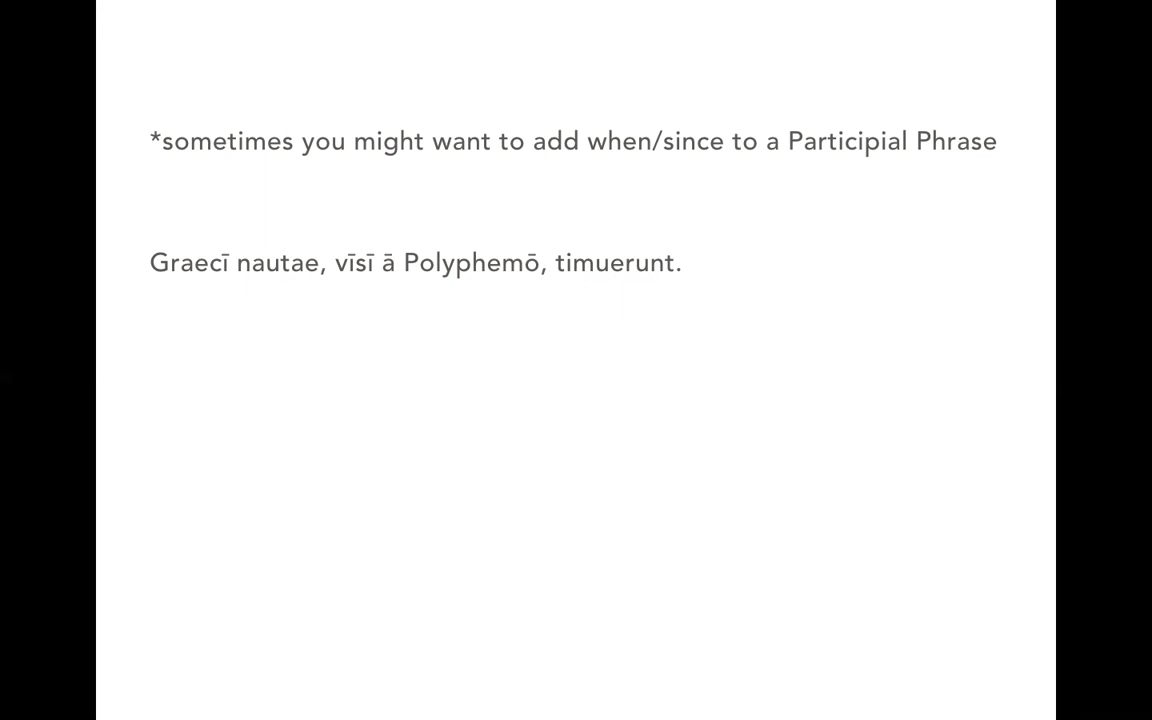 *sometimes you might want to add when/since to a Participial Phrase
Graecī nautae, vīsī ā Polyphemō, timuerunt.